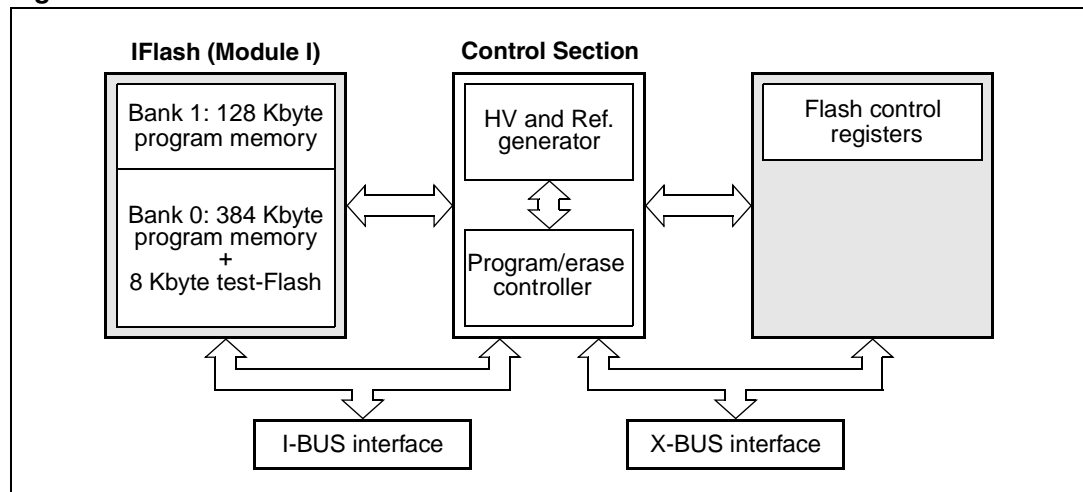 IFlash (Module I)
Bank 1: 128 Kbyte
program memory
Bank 0: 384 Kbyte
program memory
+
8 Kbyte test-Flash
Control Section
HV and Ref.
generator
Program/erase
controller
Flash control
registers
I-BUS interface
X-BUS interface